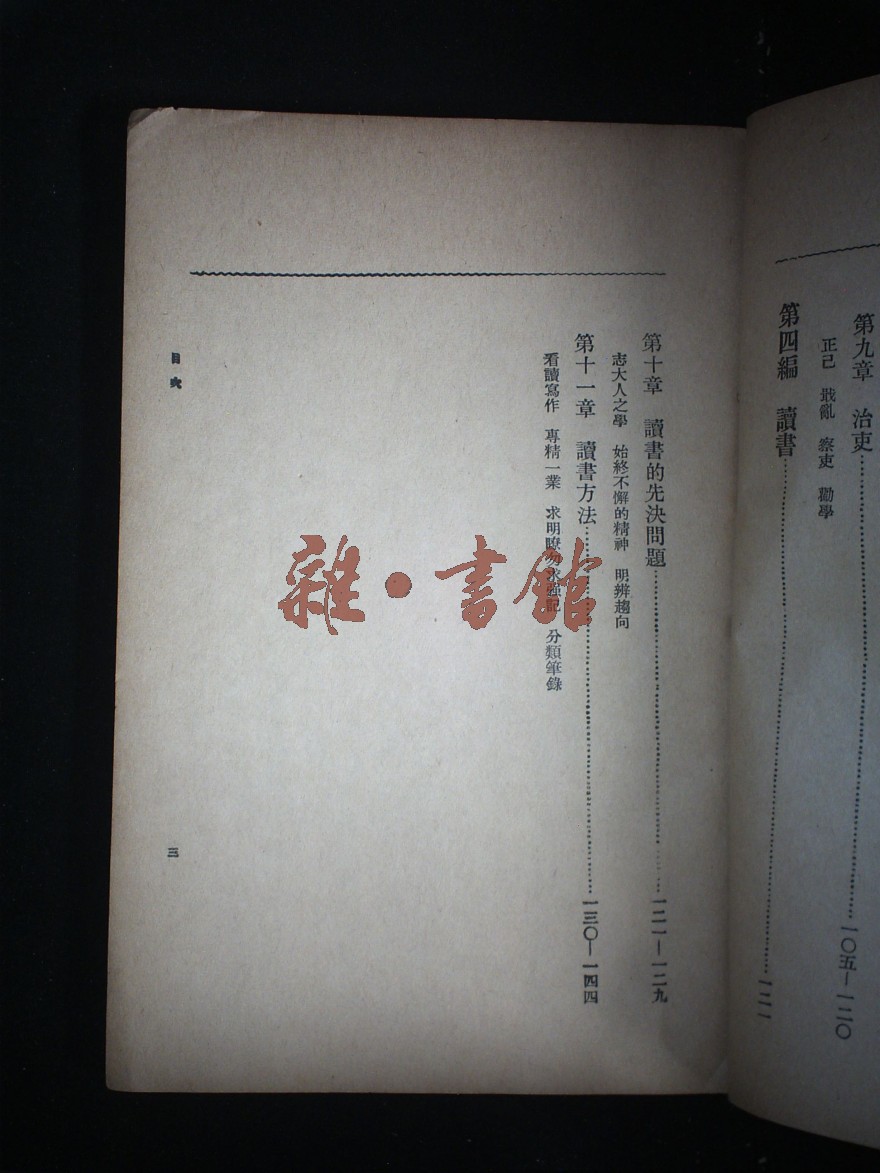 第九章 治吏……一〇五—一二〇
正己 戡亂 察吏 勸學
第四編 讀書……一二一
第十章 讀書的先決問題……一二一—一二九
志大人之學 始終不懈的精神 明辨趨向
第十一章 讀書方法……一三〇—一四四
看讀寫作 專精一業 求明瞭勿求强記 分類筆錄
目次
三
雜·書館